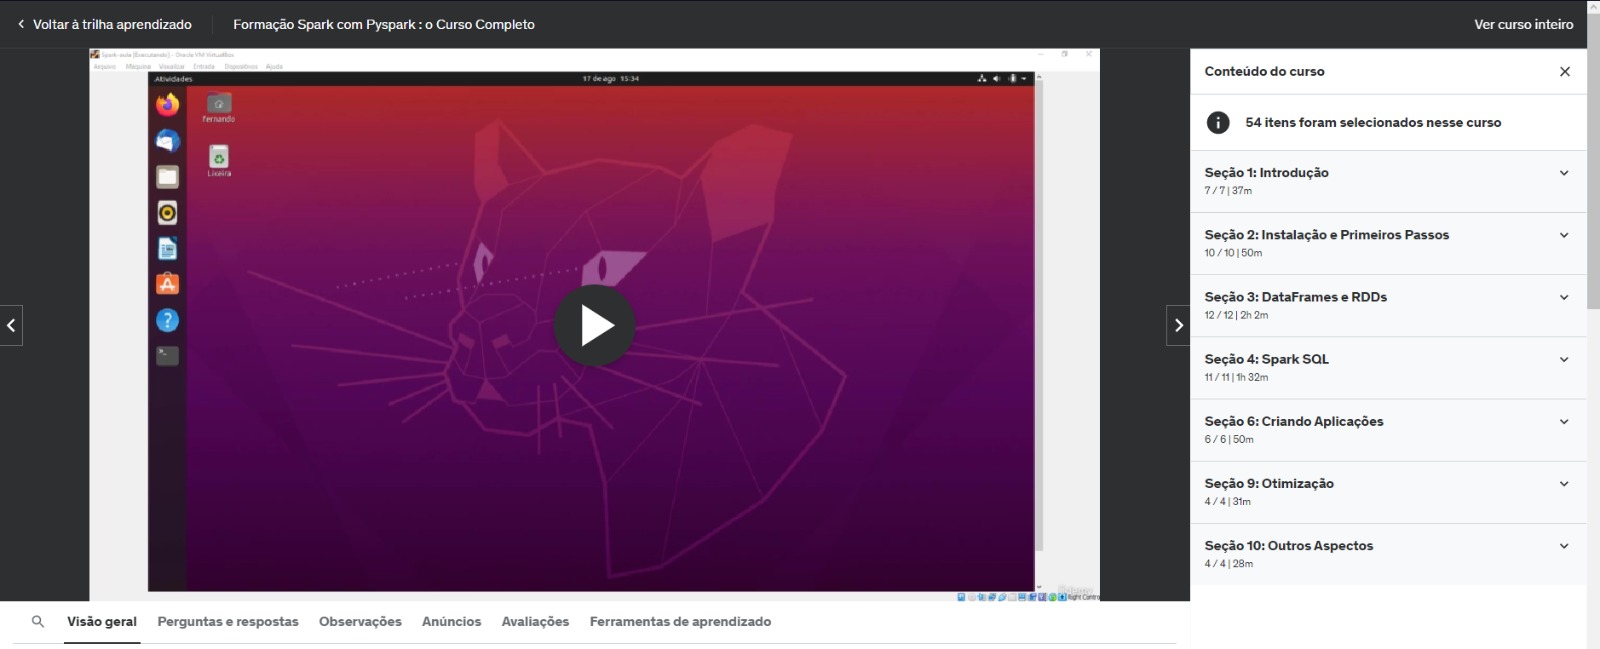 Voltar à trilha aprendizado
Formação Spark com Pyspark : o Curso Completo
Ver curso inteiro
Spark-aula [Executando] - Oracle VM VirtualBox
Arquivo Máquina Visualizar Entrada Dispositivos Ajuda
Atividades
17 de ago 15:34
fernando
Lixeira
Right Control
Conteúdo do curso
54 itens foram selecionados nesse curso
Seção 1: Introdução
7 / 7 | 37m
Seção 2: Instalação e Primeiros Passos
10 / 10 | 50m
Seção 3: DataFrames e RDDs
12 / 12 | 2h 2m
Seção 4: Spark SQL
11 / 11 | 1h 32m
Seção 6: Criando Aplicações
6 / 6 | 50m
Seção 9: Otimização
4 / 4 | 31m
Seção 10: Outros Aspectos
4 / 4 | 28m
Visão geral
Perguntas e respostas
Observações
Anúncios
Avaliações
Ferramentas de aprendizado